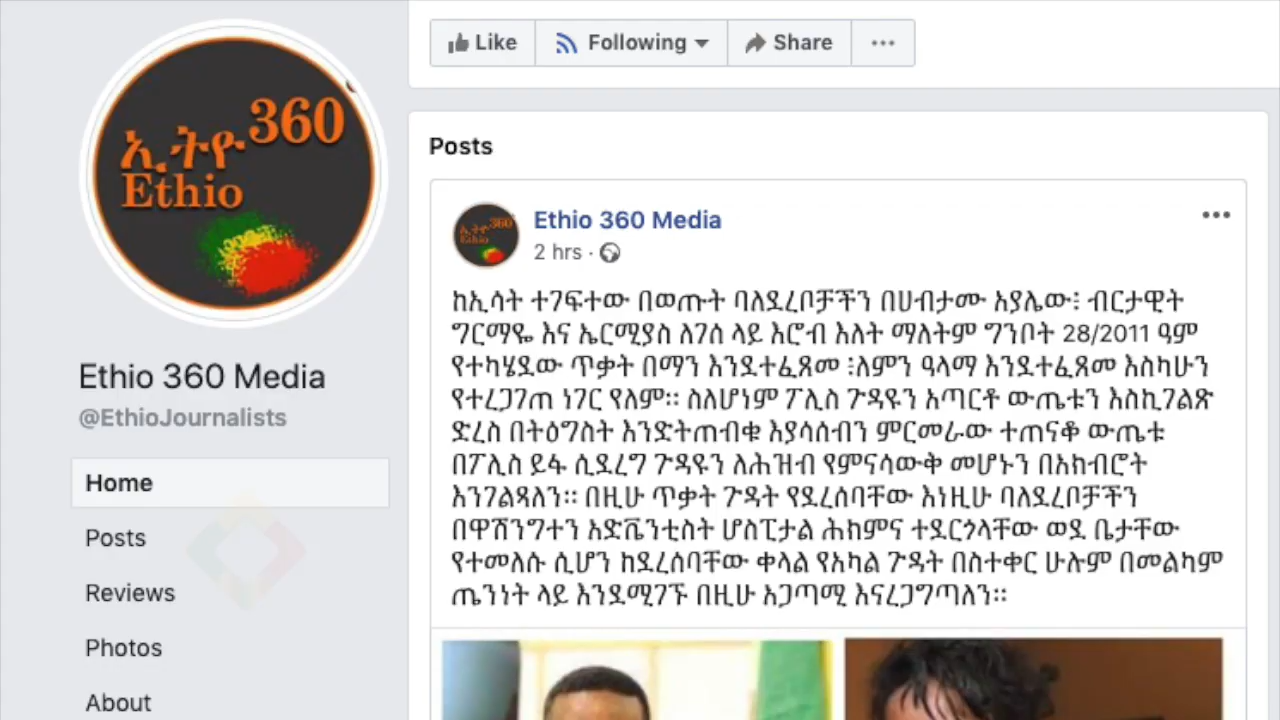 ኢትዮ 360
Ethio
Like
Following
Share
Posts
Ethio 360 Media
2 hrs ·
ከኢሳት ተገፍተው በወጡት ባለደረቦቻችን በሀብታሙ አያሌው፤ ብርታዊት
ግርማዬ እና ኤርሚያስ ለገሰ ላይ እሮብ እለት ማለትም ግንቦት 28/2011 ዓም
የተካሄደው ጥቃት በማን እንደተፈጸመ ፤ለምን ዓላማ እንደተፈጸመ እስካሁን
የተረጋገጠ ነገር የለም፡፡ ስለሆነም ፖሊስ ጉዳዩን አጣርቶ ውጤቱን እስኪገልጽ
ድረስ በትዕግስት እንድትጠብቁ እያሳሰብን ምርመራው ተጠናቆ ውጤቱ
በፖሊስ ይፋ ሲደረግ ጉዳዩን ለሕዝብ የምናሳውቅ መሆኑን በአክብሮት
እንገልጻለን፡፡ በዚሁ ጥቃት ጉዳት የደረሰባቸው እነዚሁ ባለደረቦቻችን
በዋሽንግተን አድቬንቲስት ሆስፒታል ሕክምና ተደርጎላቸው ወደ ቤታቸው
የተመለሱ ሲሆን ከደረሰባቸው ቀላል የአካል ጉዳት በስተቀር ሁሉም በመልካም
ጤንነት ላይ እንደሚገኙ በዚሁ አጋጣሚ እናረጋግጣለን፡፡
Ethio 360 Media
@EthioJournalists
Home
Posts
Reviews
Photos
About